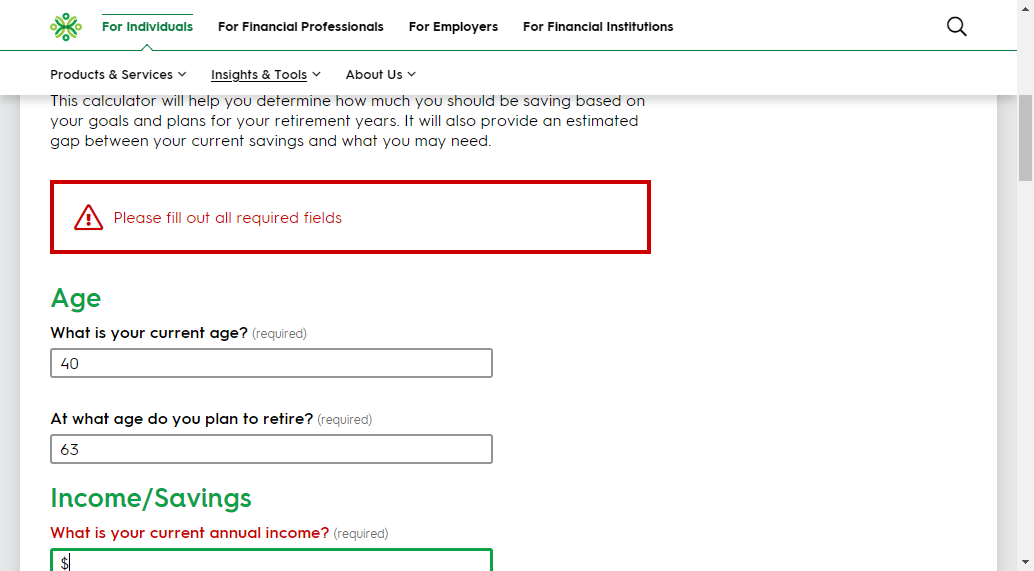 For Individuals For Financial Professionals For Employers For Financial Institutions
Products & Services Insights & Tools About Us
This calculator will help you determine how much you should be saving based on
your goals and plans for your retirement years. It will also provide an estimated
gap between your current savings and what you may need.
Please fill out all required fields
Age
What is your current age? (required)
40
At what age do you plan to retire? (required)
63
Income/Savings
What is your current annual income? (required)
$